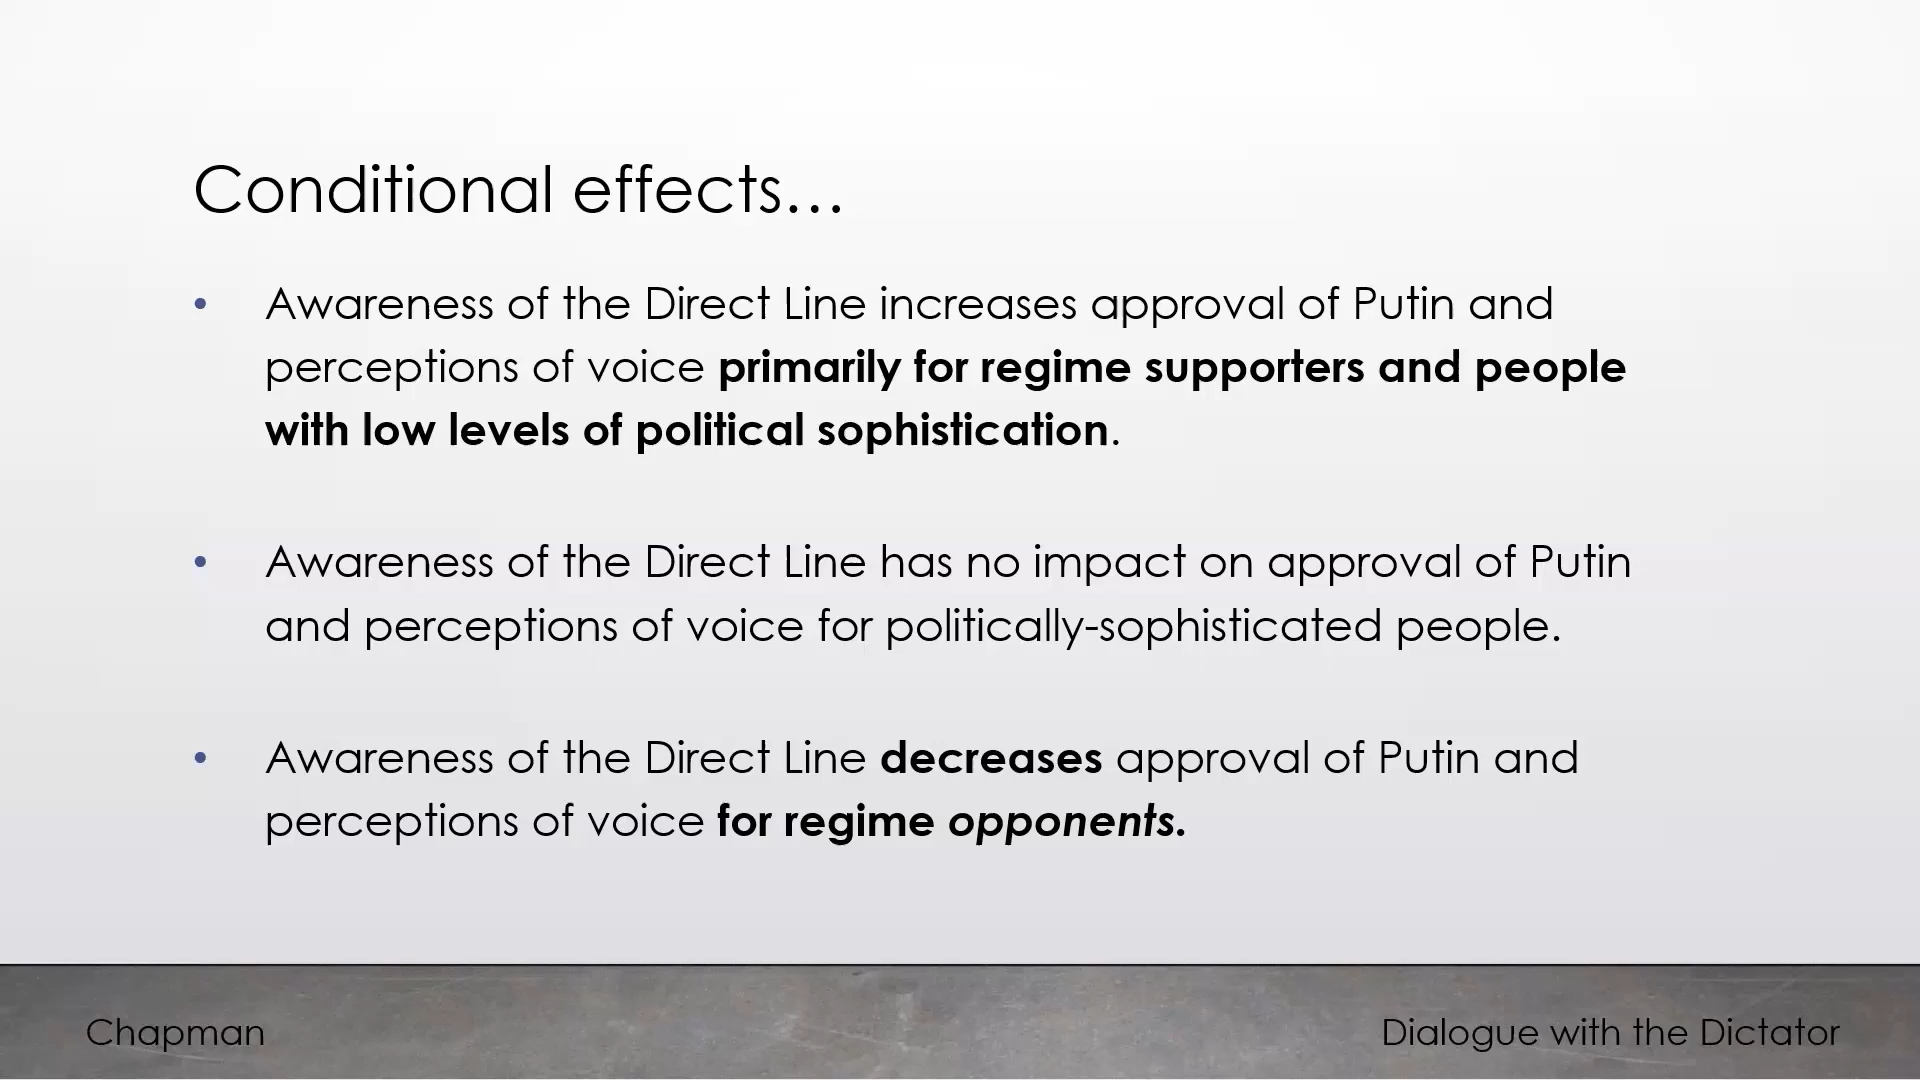 Conditional effects…
• Awareness of the Direct Line increases approval of Putin and
perceptions of voice primarily for regime supporters and people
with low levels of political sophistication.
• Awareness of the Direct Line has no impact on approval of Putin
and perceptions of voice for politically-sophisticated people.
• Awareness of the Direct Line decreases approval of Putin and
perceptions of voice for regime opponents.
Chapman
Dialogue with the Dictator